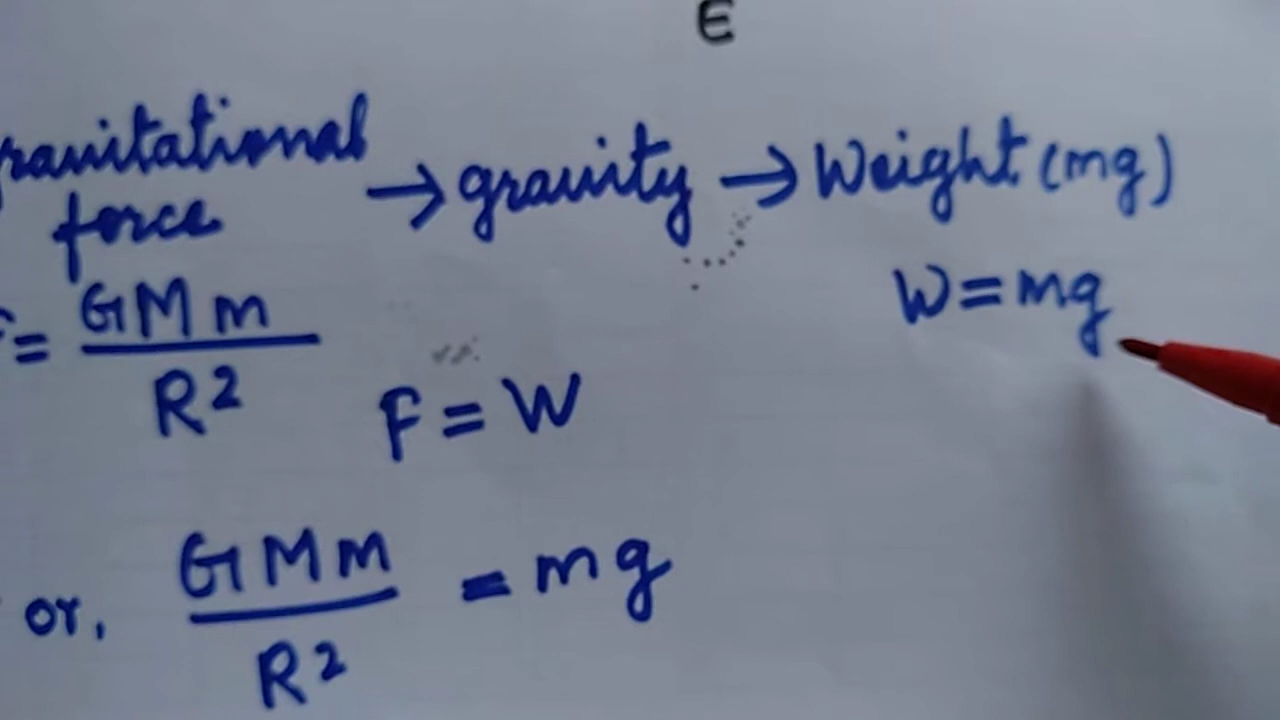 E
ravitational
force → gravity → Weight (mg)
F = GMm / R²
W = mg
F = W
or, GMm / R² = mg